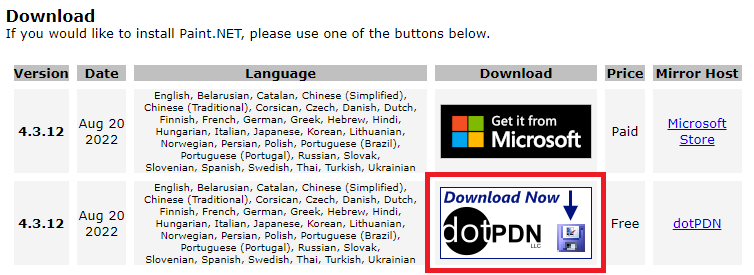 Download
If you would like to install Paint.NET, please use one of the buttons below.
Version Date Language Download Price Mirror Host
4.3.12
Aug 20
2022
English, Belarusian, Catalan, Chinese (Simplified),
Chinese (Traditional), Corsican, Czech, Danish, Dutch,
Finnish, French, German, Greek, Hebrew, Hindi,
Hungarian, Italian, Japanese, Korean, Lithuanian,
Norwegian, Persian, Polish, Portuguese (Brazil),
Portuguese (Portugal), Russian, Slovak,
Slovenian, Spanish, Swedish, Thai, Turkish, Ukrainian
Get it from
Microsoft
Paid
Microsoft
Store
4.3.12
Aug 20
2022
English, Belarusian, Catalan, Chinese (Simplified),
Chinese (Traditional), Corsican, Czech, Danish, Dutch,
Finnish, French, German, Greek, Hebrew, Hindi,
Hungarian, Italian, Japanese, Korean, Lithuanian,
Norwegian, Persian, Polish, Portuguese (Brazil),
Portuguese (Portugal), Russian, Slovak,
Slovenian, Spanish, Swedish, Thai, Turkish, Ukrainian
Download Now
dotPDN
LLC
Free
dotPDN